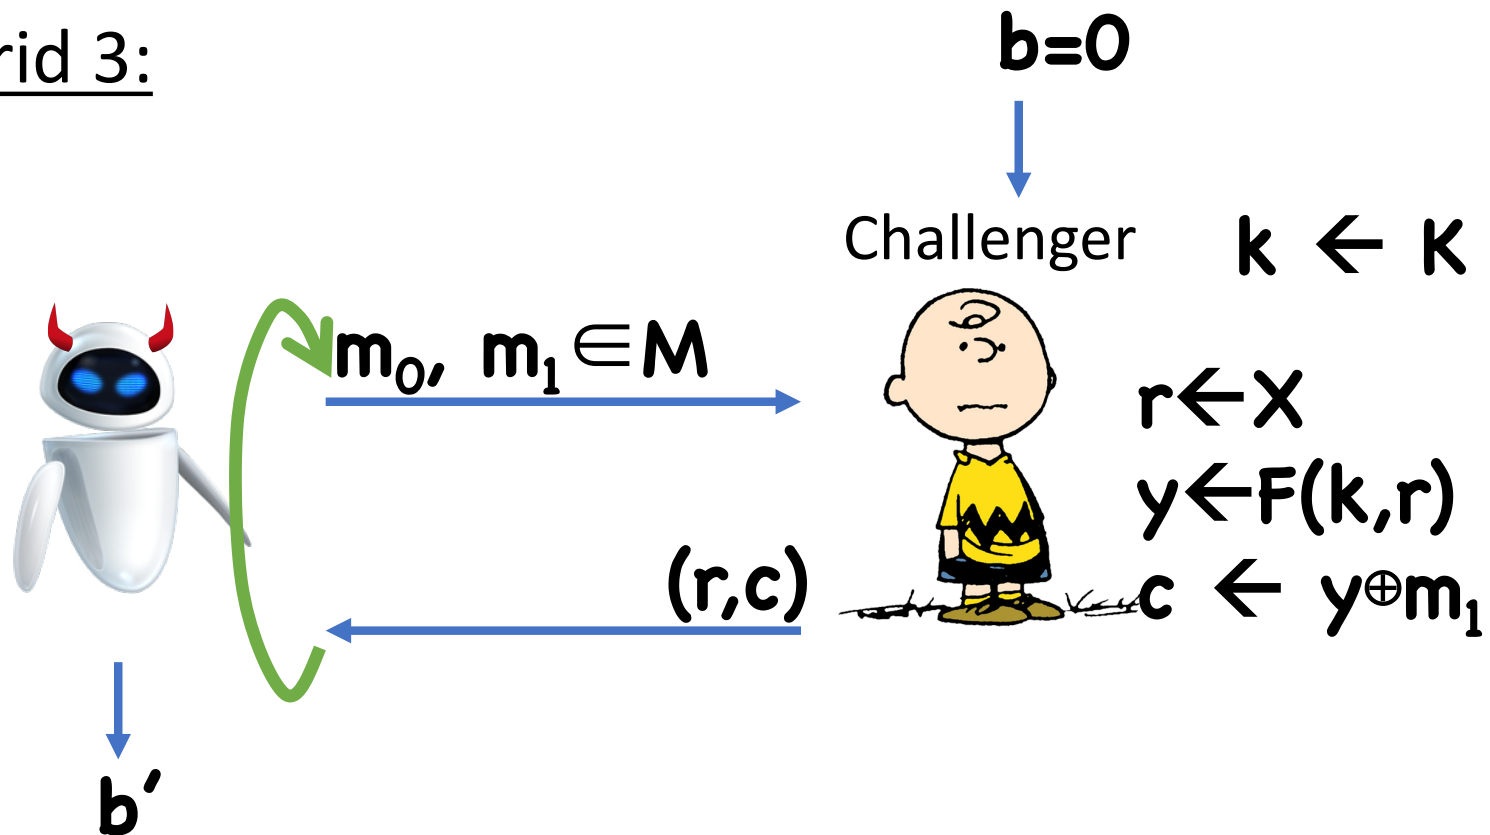 rid 3:
b=0
Challenger
k ← K
m₀, m₁∈M
r←X
y←F(k,r)
(r,c)
c ← y⊕m₁
b′